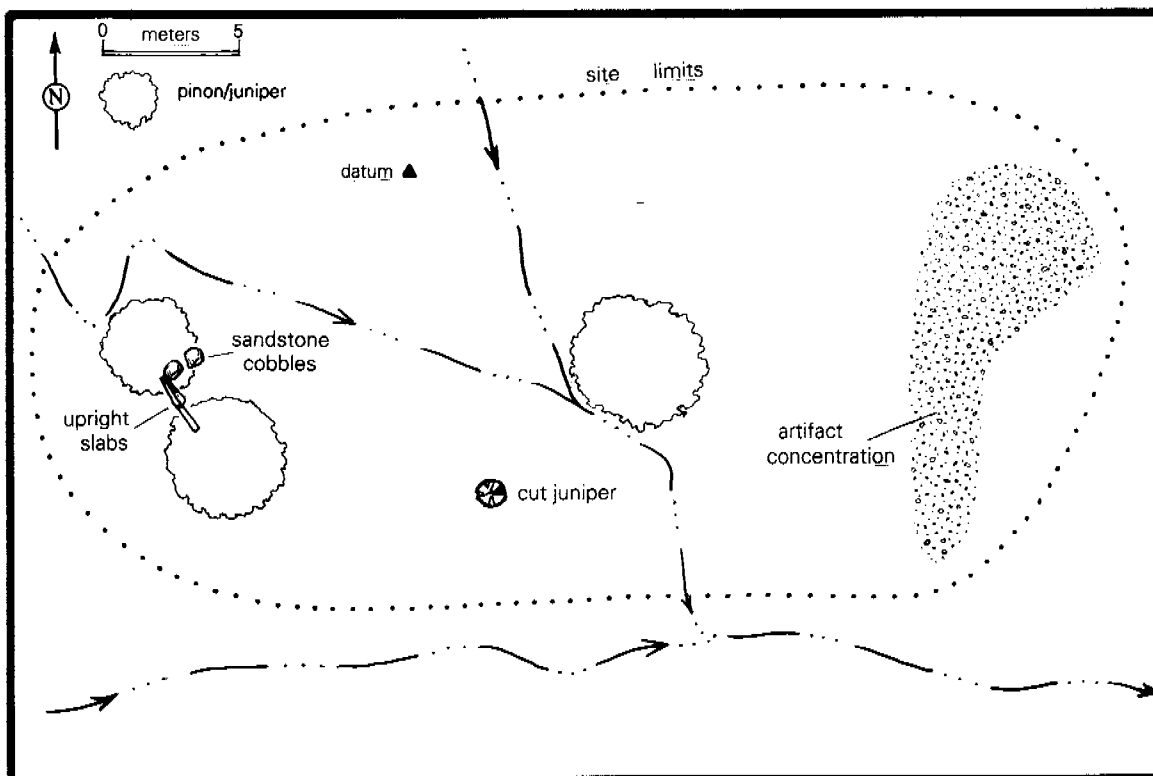 0 meters 5
N
pinon/juniper
site limits
datum
sandstone
cobbles
upright
slabs
artifact
concentration
cut juniper